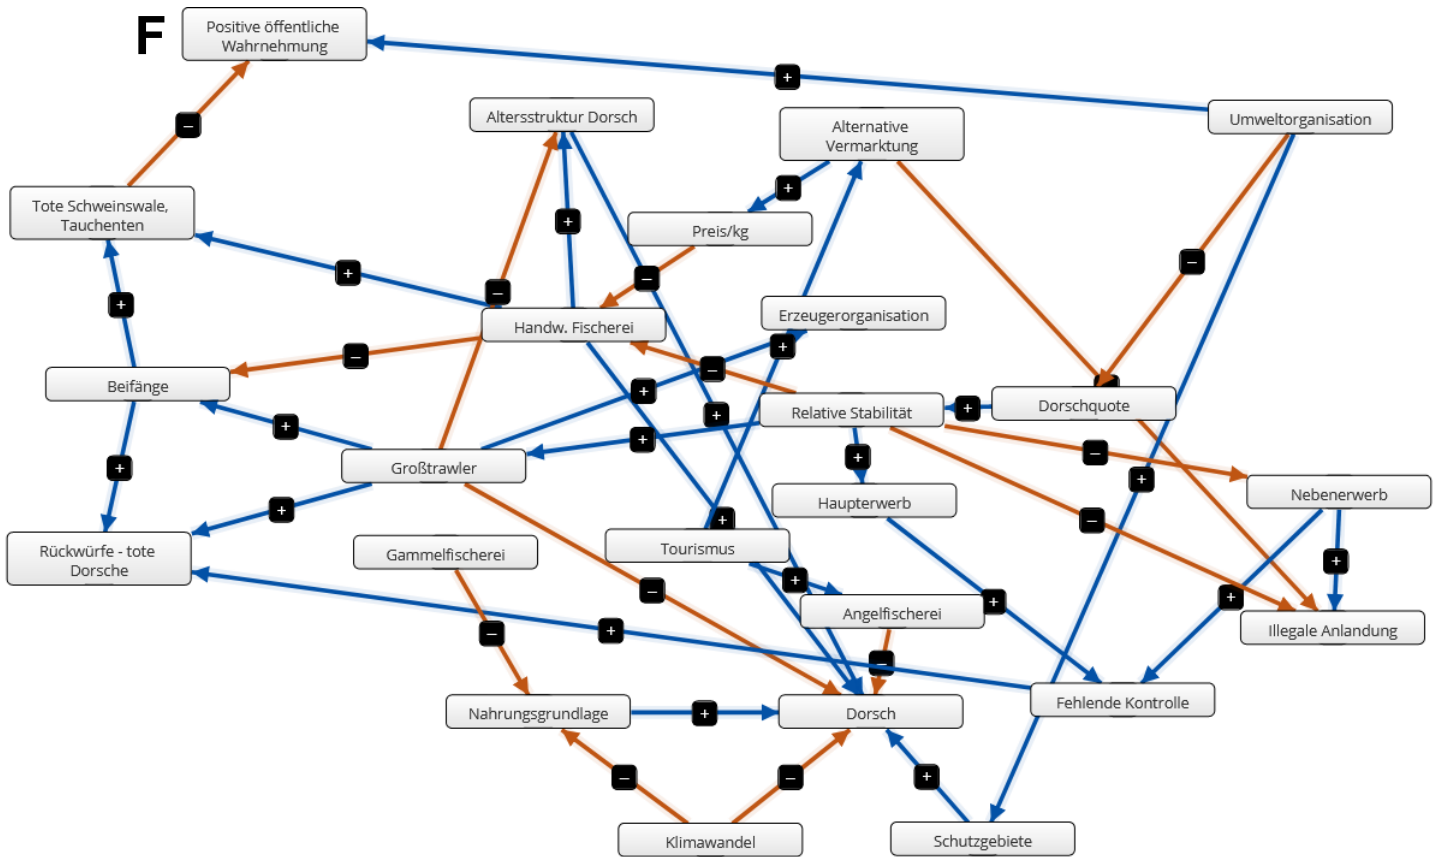 F
Positive öffentliche
Wahrnehmung
+
Umweltorganisation
Altersstruktur Dorsch
Alternative
Vermarktung
–
+
Tote Schweinswale,
Tauchenten
+
Preis/kg
–
+
–
–
+
–
Handw. Fischerei
Erzeugerorganisation
–
+
–
+
Beifänge
+
+
Relative Stabilität
+
Dorschquote
+
+
–
+
+
Großtrawler
+
Haupterwerb
Nebenerwerb
+
+
–
Rückwürfe - tote
Dorsche
Gammelfischerei
Tourismus
+
+
–
+
+
Angelfischerei
–
+
Illegale Anlandung
–
Nahrungsgrundlage
+
Dorsch
Fehlende Kontrolle
–
–
+
Klimawandel
Schutzgebiete